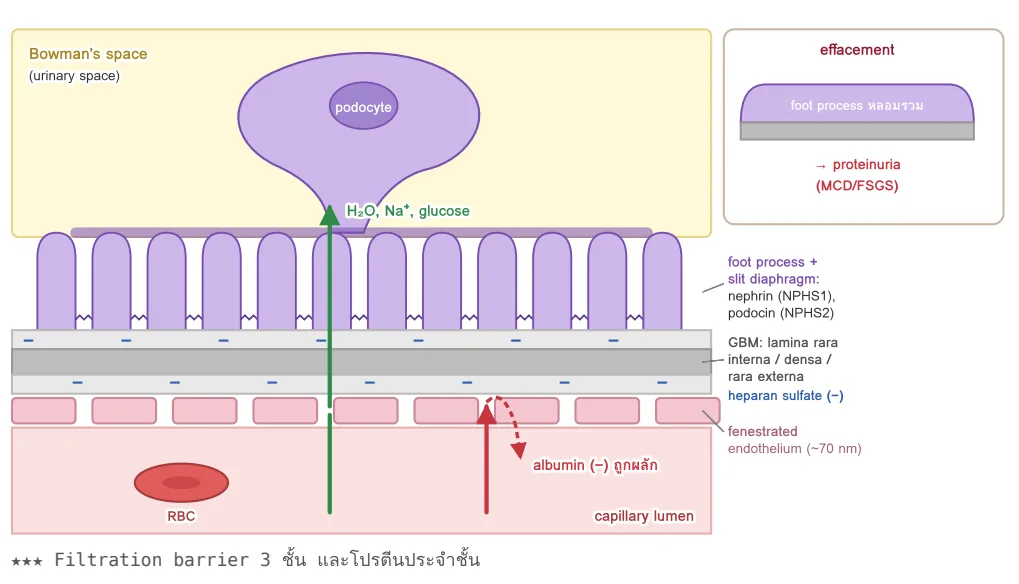 Bowman's space
(urinary space)
podocyte
H₂O, Na⁺, glucose
effacement
foot process หลอมรวม
→ proteinuria
(MCD/FSGS)
foot process +
slit diaphragm:
nephrin (NPHS1),
podocin (NPHS2)
GBM: lamina rara
interna / densa /
rara externa
heparan sulfate (−)
fenestrated
endothelium (~70 nm)
albumin (−) ถูกผลัก
RBC
capillary lumen
★★★ Filtration barrier 3 ชั้น และโปรตีนประจำชั้น